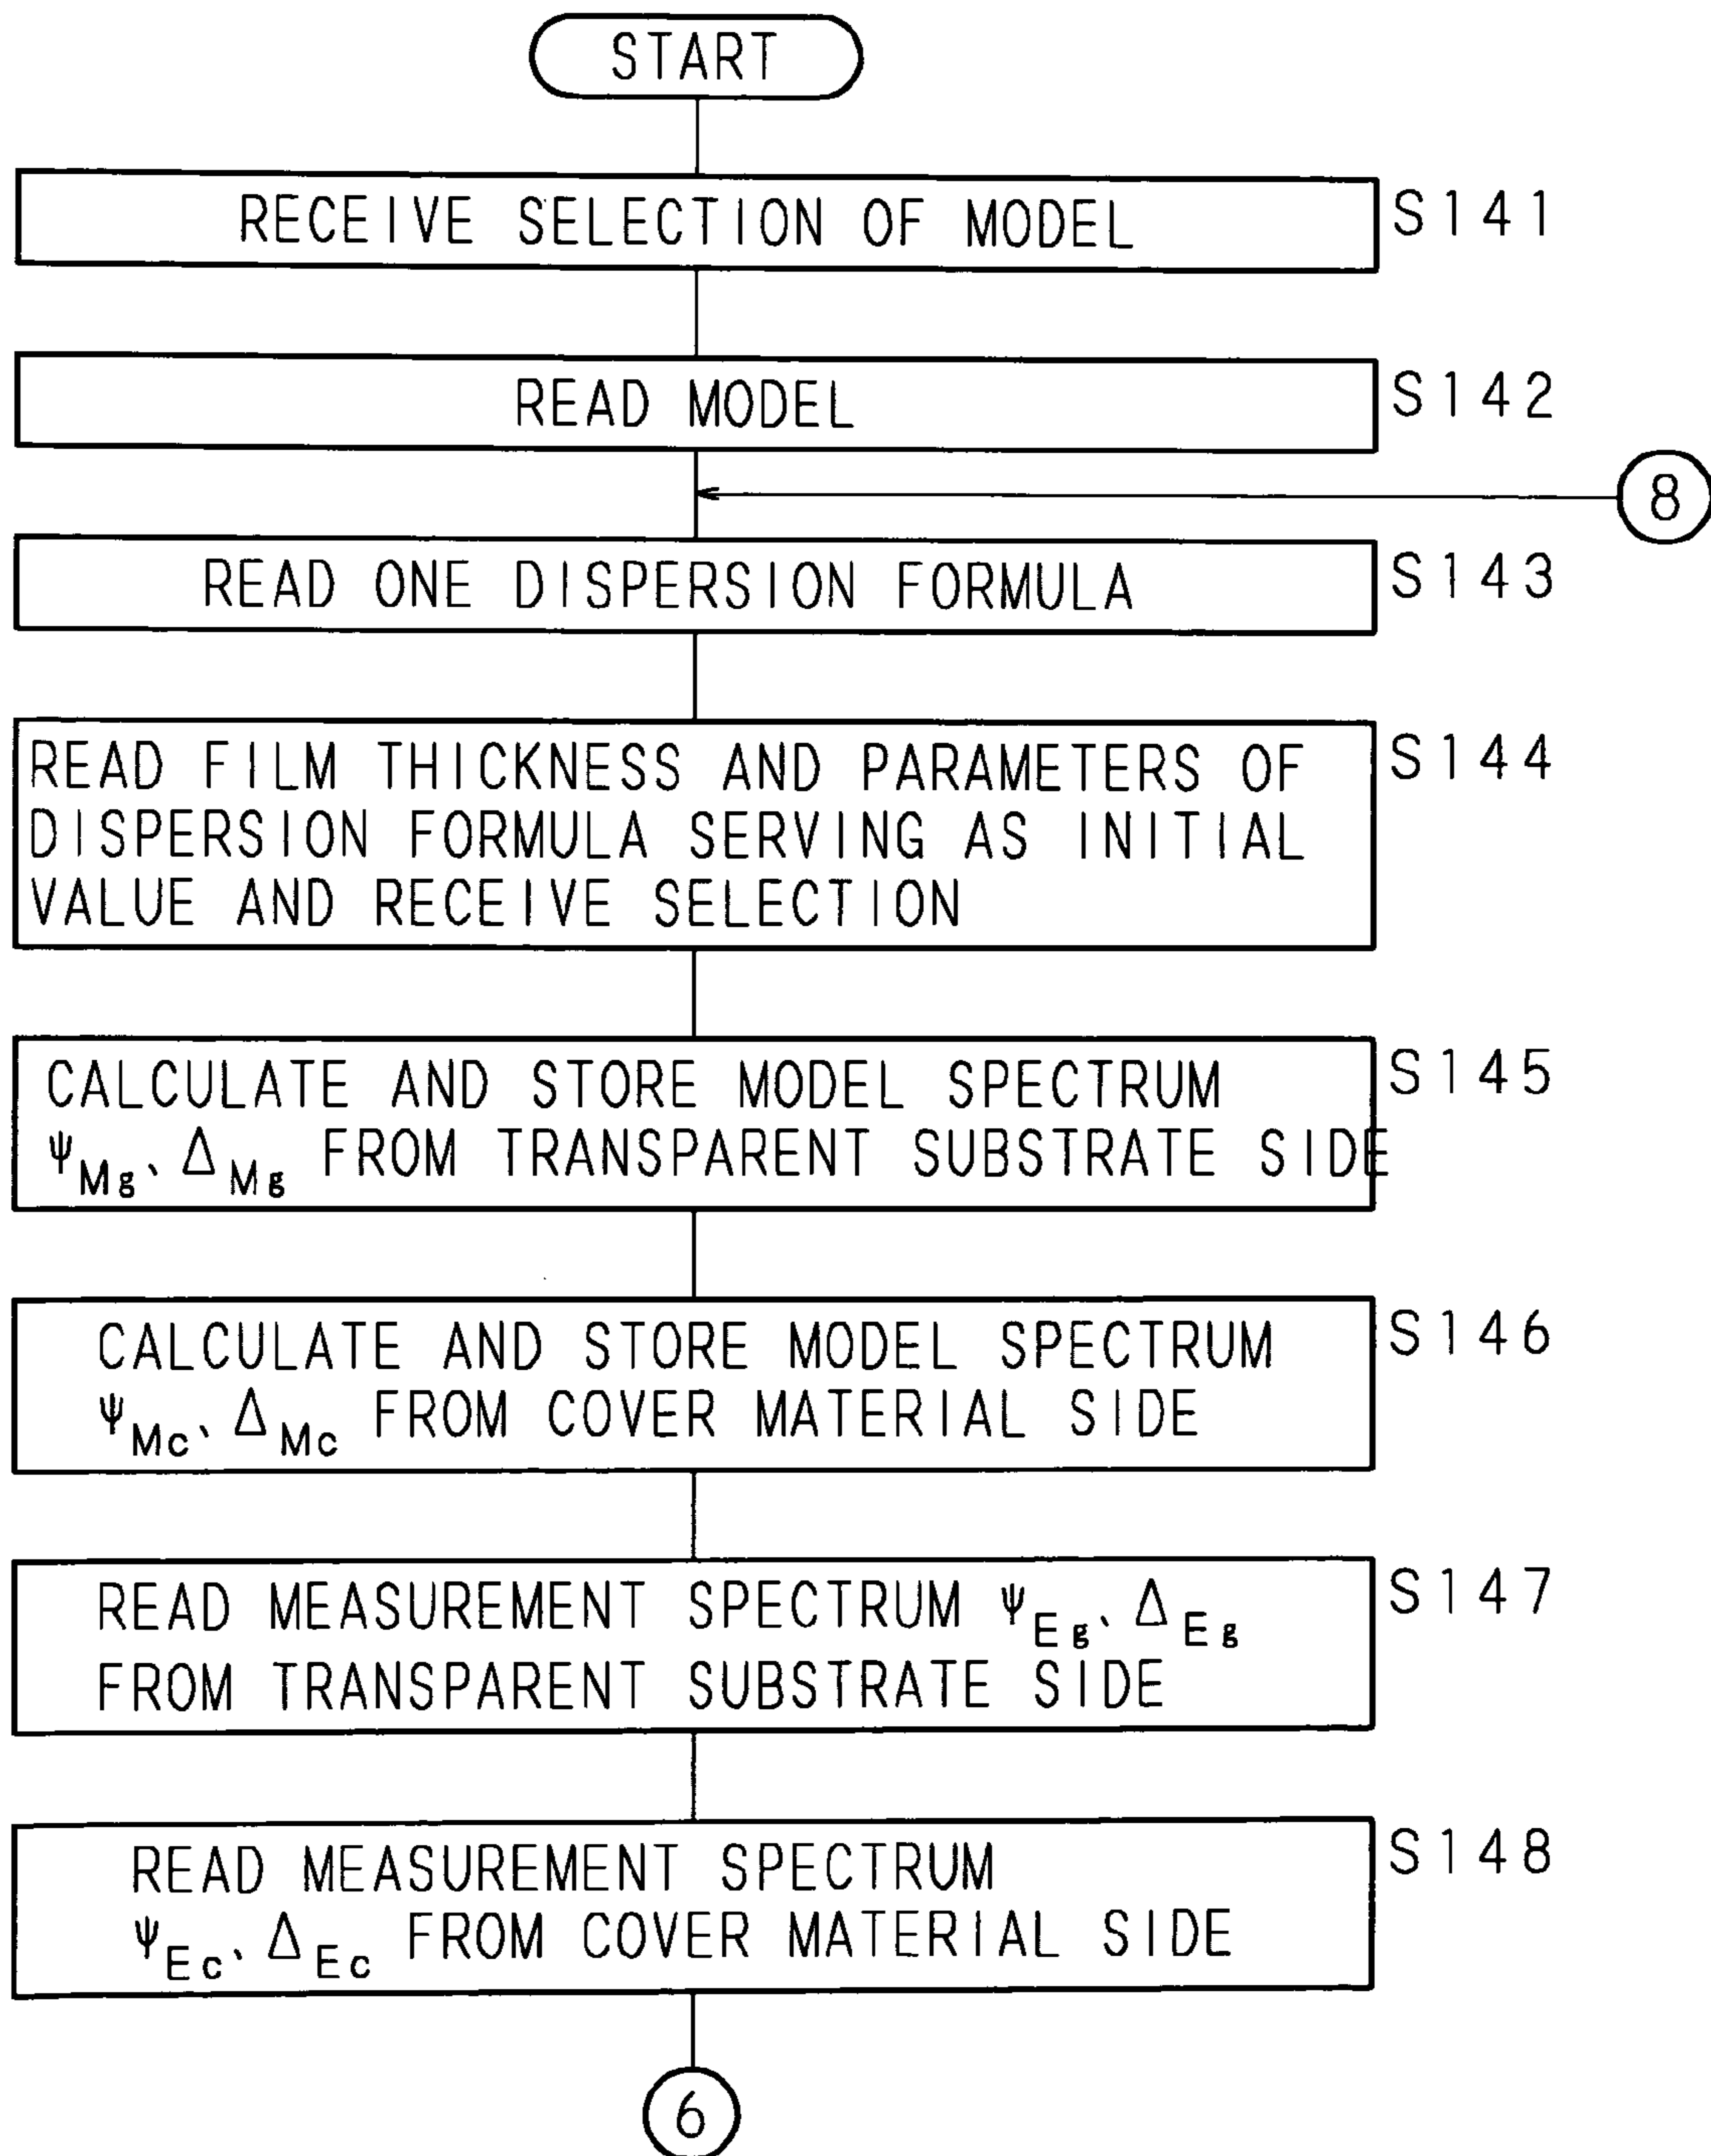 START
RECEIVE SELECTION OF MODEL S141
READ MODEL S142
8
READ ONE DISPERSION FORMULA S143
READ FILM THICKNESS AND PARAMETERS OF S144
DISPERSION FORMULA SERVING AS INITIAL
VALUE AND RECEIVE SELECTION
CALCULATE AND STORE MODEL SPECTRUM S145
ΨMg、ΔMg FROM TRANSPARENT SUBSTRATE SIDE
CALCULATE AND STORE MODEL SPECTRUM S146
ΨMc、ΔMc FROM COVER MATERIAL SIDE
READ MEASUREMENT SPECTRUM ΨEg、ΔEg S147
FROM TRANSPARENT SUBSTRATE SIDE
READ MEASUREMENT SPECTRUM S148
ΨEc、ΔEc FROM COVER MATERIAL SIDE
6